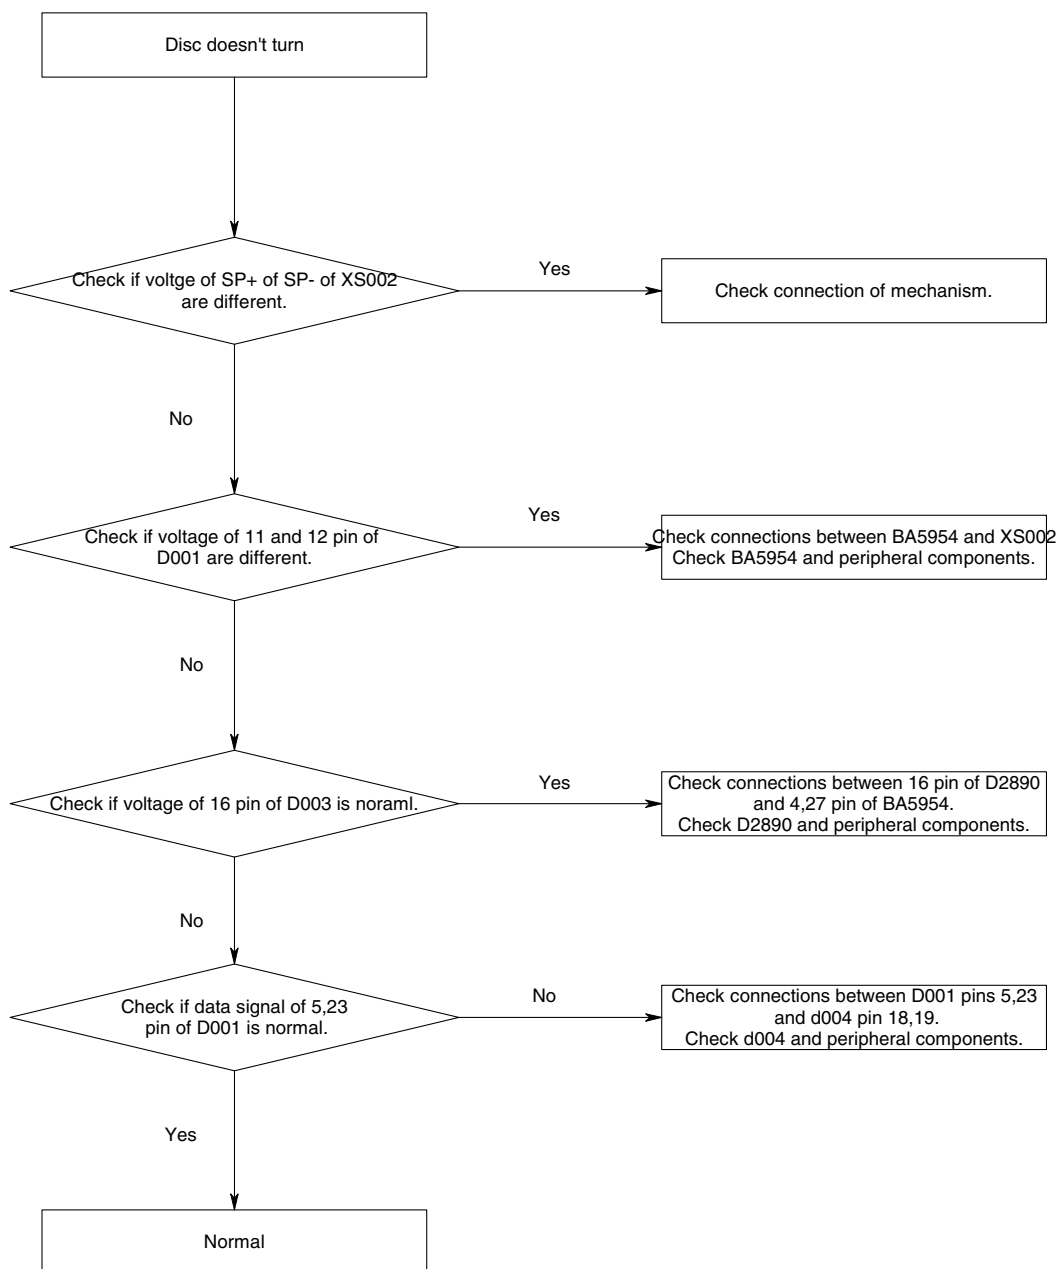 Disc doesn't turn
Check if voltge of SP+ of SP- of XS002
are different.
Yes
Check connection of mechanism.
No
Check if voltage of 11 and 12 pin of
D001 are different.
Yes
Check connections between BA5954 and XS002
Check BA5954 and peripheral components.
No
Check if voltage of 16 pin of D003 is noraml.
Yes
Check connections between 16 pin of D2890
and 4,27 pin of BA5954.
Check D2890 and peripheral components.
No
Check if data signal of 5,23
pin of D001 is normal.
No
Check connections between D001 pins 5,23
and d004 pin 18,19.
Check d004 and peripheral components.
Yes
Normal